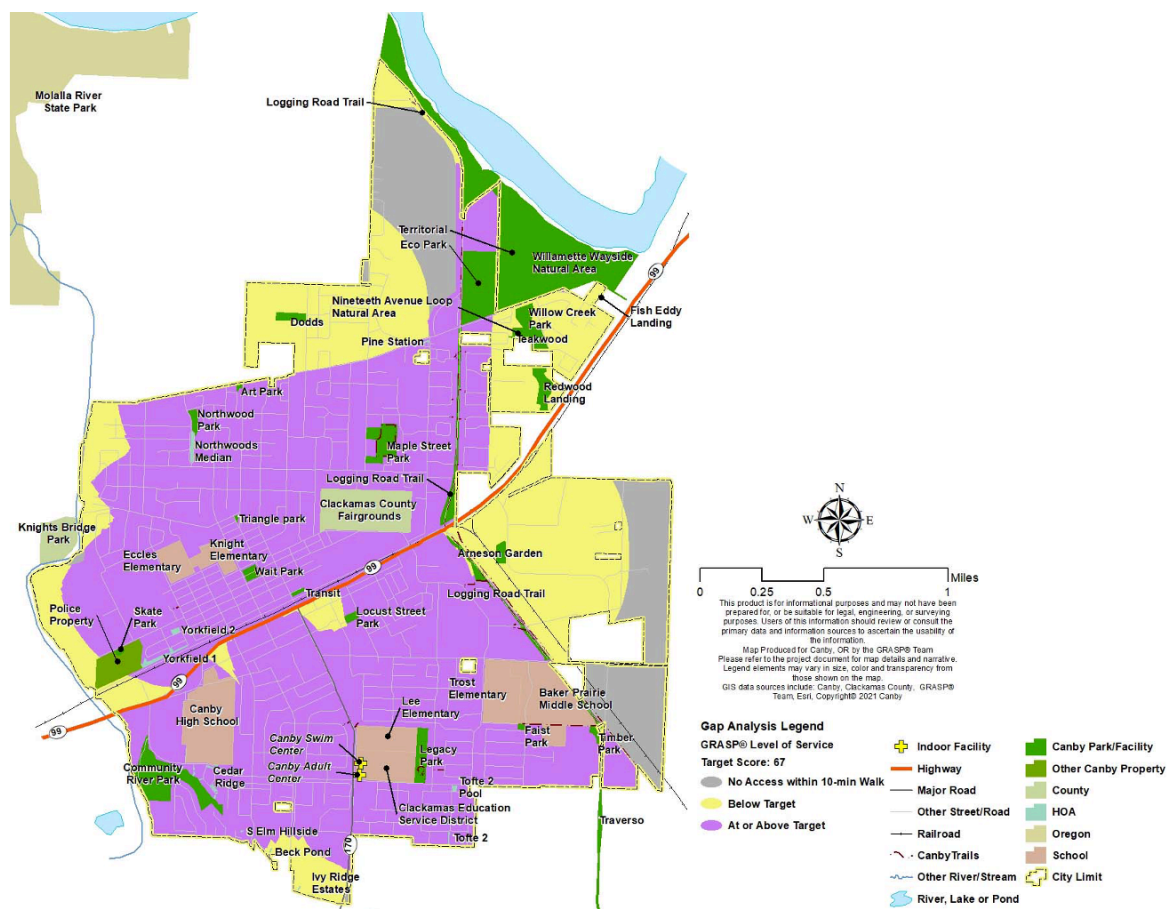 Molalla River
State Park
Logging Road Trail
Territorial
Eco Park
Willamette Wayside
Natural Area
99
Nineteeth Avenue Loop
Natural Area
Dodds
Willow Creek
Park
Fish Eddy
Landing
Teakwood
Pine Station
Art Park
Redwood
Landing
Northwood
Park
Northwoods
Median
Maple Street
Park
Logging Road Trail
Clackamas County
Fairgrounds
Triangle park
Knights Bridge
Park
Eccles
Elementary
Knight
Elementary
Wait Park
99
Arneson Garden
Logging Road Trail
Transit
Police
Property
Skate
Park
Locust Street
Park
Yorkfield 2
Yorkfield 1
99
Canby
High School
Trost
Elementary
Baker Prairie
Middle School
Lee
Elementary
99
Canby Swim
Center
Canby Adult
Center
Legacy
Park
Faist
Park
Timber
Park
Community
River Park
Cedar
Ridge
Tofte 2
Pool
Clackamas Education
Service District
Traverso
S Elm Hillside
Tofte 2
170
Beck Pond
Ivy Ridge
Estates
N
W
E
S
0
0.25
0.5
1
Miles
This product is for informational purposes and may not have been
prepared for, or be suitable for legal, engineering, or surveying
purposes. Users of this information should review or consult the
primary data and information sources to ascertain the usability of
the information.
Map Produced for Canby, OR by the GRASP® Team
Please refer to the project document for map details and narrative.
Legend elements may vary in size, color and transparency from
those shown on the map.
GIS data sources include: Canby, Clackamas County, GRASP®
Team, Esri, Copyright© 2021 Canby
Gap Analysis Legend
GRASP® Level of Service
Target Score: 67
No Access within 10-min Walk
Below Target
At or Above Target
Indoor Facility
Highway
Major Road
Other Street/Road
Railroad
CanbyTrails
Other River/Stream
River, Lake or Pond
Canby Park/Facility
Other Canby Property
County
HOA
Oregon
School
City Limit